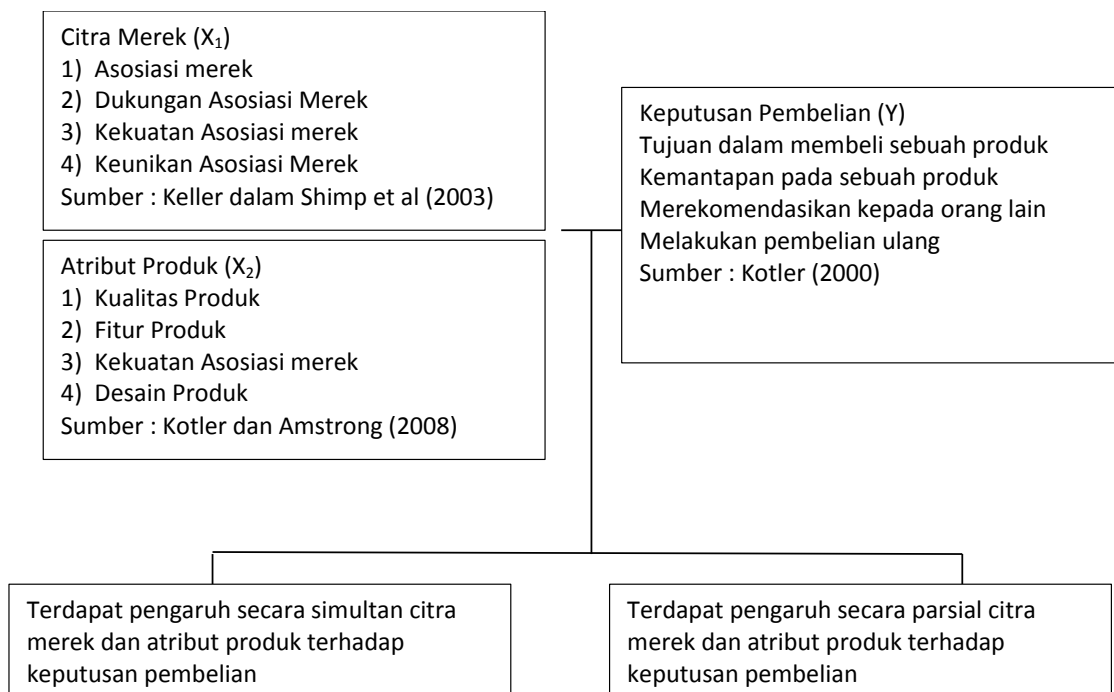 Citra Merek (X₁)
1) Asosiasi merek
2) Dukungan Asosiasi Merek
3) Kekuatan Asosiasi merek
4) Keunikan Asosiasi Merek
Sumber : Keller dalam Shimp et al (2003)
Atribut Produk (X₂)
1) Kualitas Produk
2) Fitur Produk
3) Kekuatan Asosiasi merek
4) Desain Produk
Sumber : Kotler dan Amstrong (2008)
Keputusan Pembelian (Y)
Tujuan dalam membeli sebuah produk
Kemantapan pada sebuah produk
Merekomendasikan kepada orang lain
Melakukan pembelian ulang
Sumber : Kotler (2000)
Terdapat pengaruh secara simultan citra
merek dan atribut produk terhadap
keputusan pembelian
Terdapat pengaruh secara parsial citra
merek dan atribut produk terhadap
keputusan pembelian